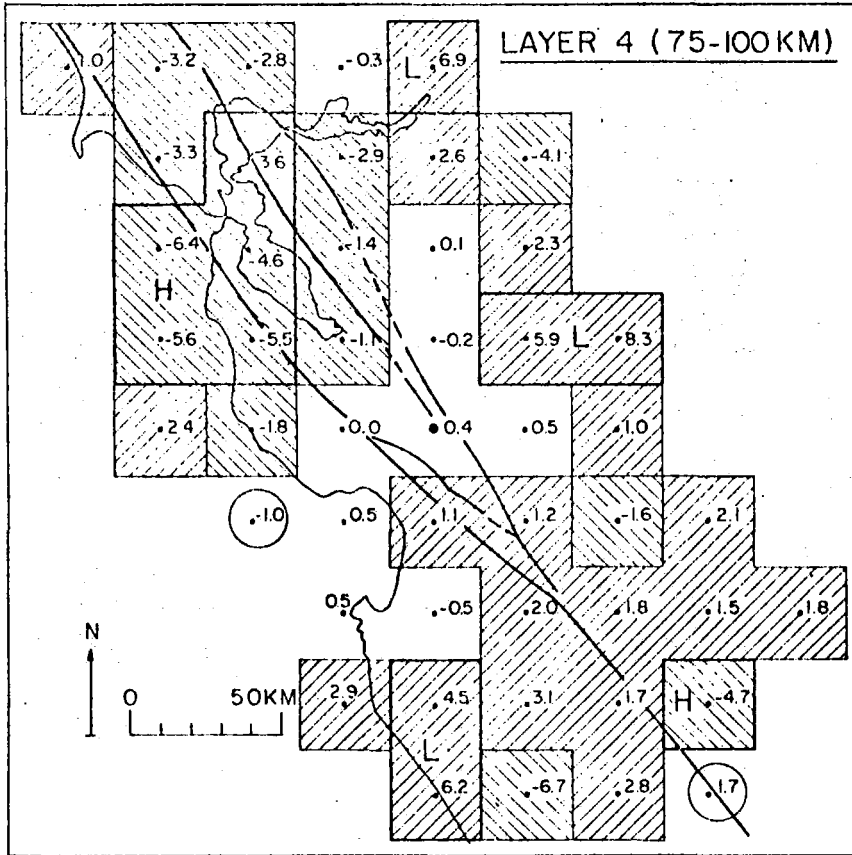 LAYER 4 (75-100KM)
1.0 -3.2 -2.8 -0.3 L 6.9
-3.3 3.6 -2.9 2.6 -4.1
-6.4 -4.6 -1.4 0.1 2.3
H
-5.6 -5.5 -1.1 -0.2 5.9 L 8.3
2.4 -1.8 0.0 0.4 0.5 1.0
-1.0 0.5 1.1 1.2 -1.6 2.1
0.5 -0.5 2.0 1.8 1.5 1.8
N
0 50KM
2.9 4.5 3.1 1.7 H -4.7
L
6.2 -6.7 2.8 1.7